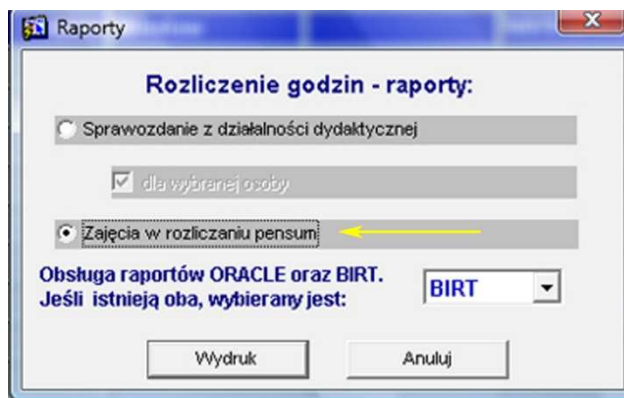 Raporty
Rozliczenie godzin - raporty:
Sprawozdanie z działalności dydaktycznej
dla wybranej osoby
Zajęcia w rozliczaniu pensum
Obsługa raportów ORACLE oraz BIRT.
Jeśli istnieją oba, wybierany jest:
BIRT
Wydruk
Anuluj